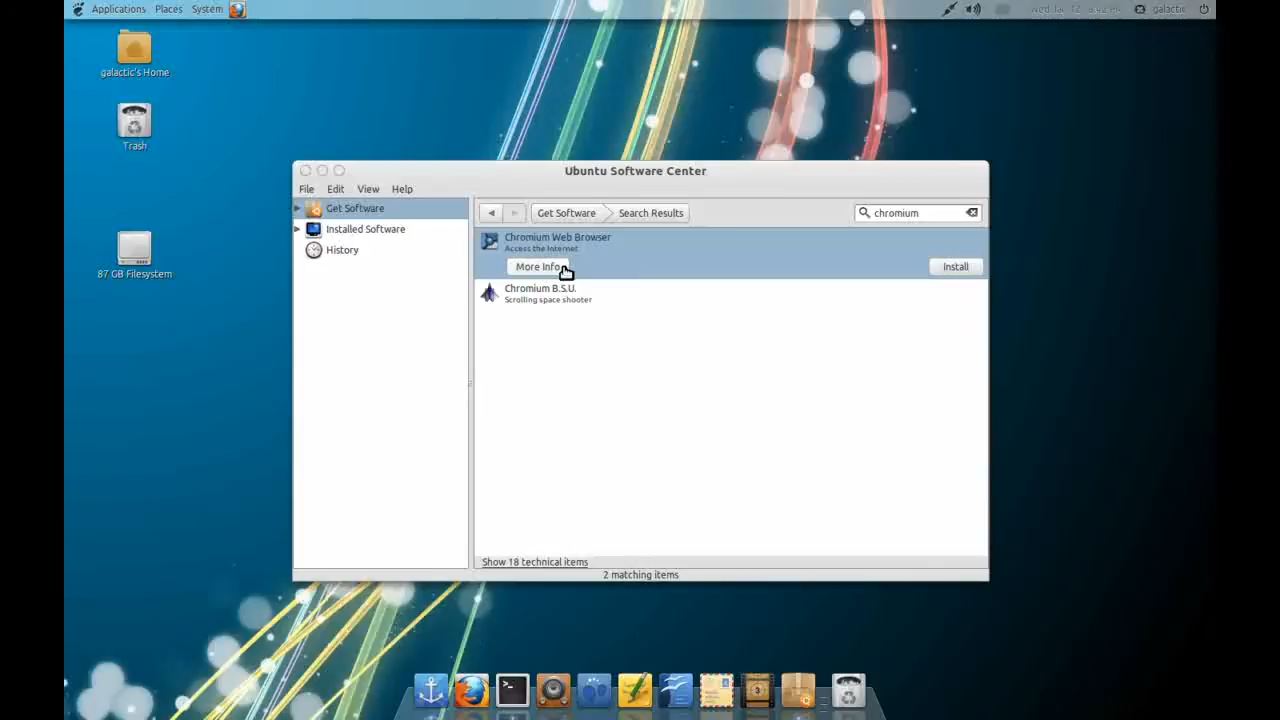 Applications Places System
galactic
galactic's Home
Trash
87 GB Filesystem
Ubuntu Software Center
File Edit View Help
Get Software
Installed Software
History
Get Software Search Results
chromium
Chromium Web Browser
Access the Internet
More Info
Install
Chromium B.S.U.
Scrolling space shooter
Show 18 technical items
2 matching items
3